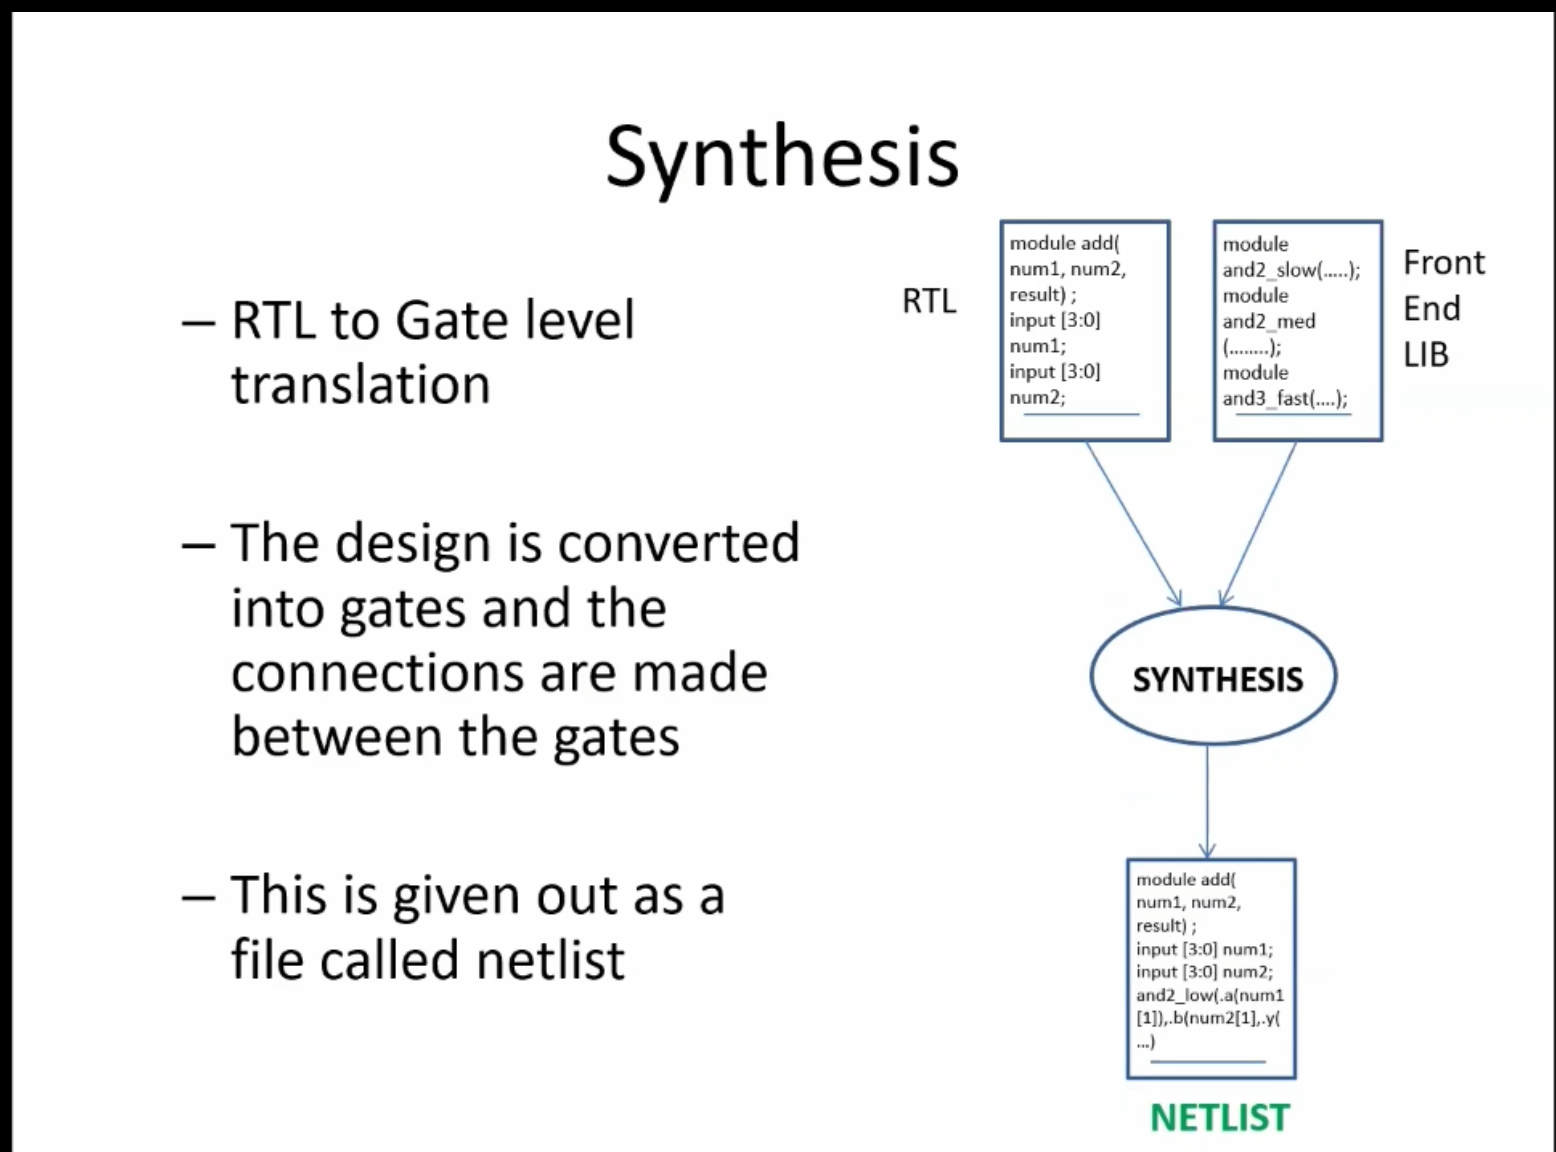 Synthesis
– RTL to Gate level
translation
– The design is converted
into gates and the
connections are made
between the gates
– This is given out as a
file called netlist
RTL
module add(
num1, num2,
result) ;
input [3:0]
num1;
input [3:0]
num2;
module
and2_slow(.....);
module
and2_med
(........);
module
and3_fast(....);
Front
End
LIB
SYNTHESIS
module add(
num1, num2,
result) ;
input [3:0] num1;
input [3:0] num2;
and2_low(.a(num1
[1]),.b(num2[1],.y(
...)
NETLIST